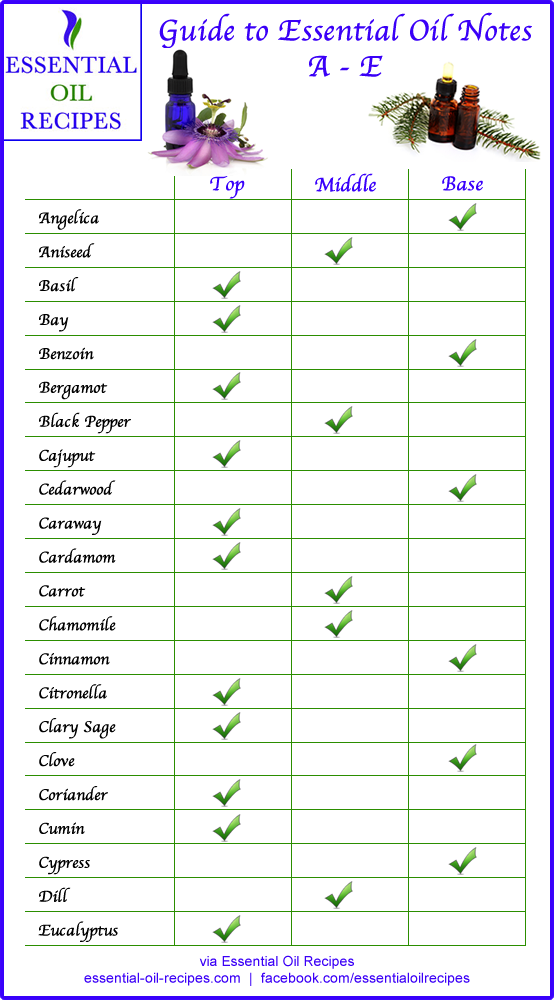 ESSENTIAL
OIL
RECIPES
Guide to Essential Oil Notes
A - E
Top Middle Base
Angelica
Aniseed
Basil
Bay
Benzoin
Bergamot
Black Pepper
Cajuput
Cedarwood
Caraway
Cardamom
Carrot
Chamomile
Cinnamon
Citronella
Clary Sage
Clove
Coriander
Cumin
Cypress
Dill
Eucalyptus
via Essential Oil Recipes
essential-oil-recipes.com | facebook.com/essentialoilrecipes